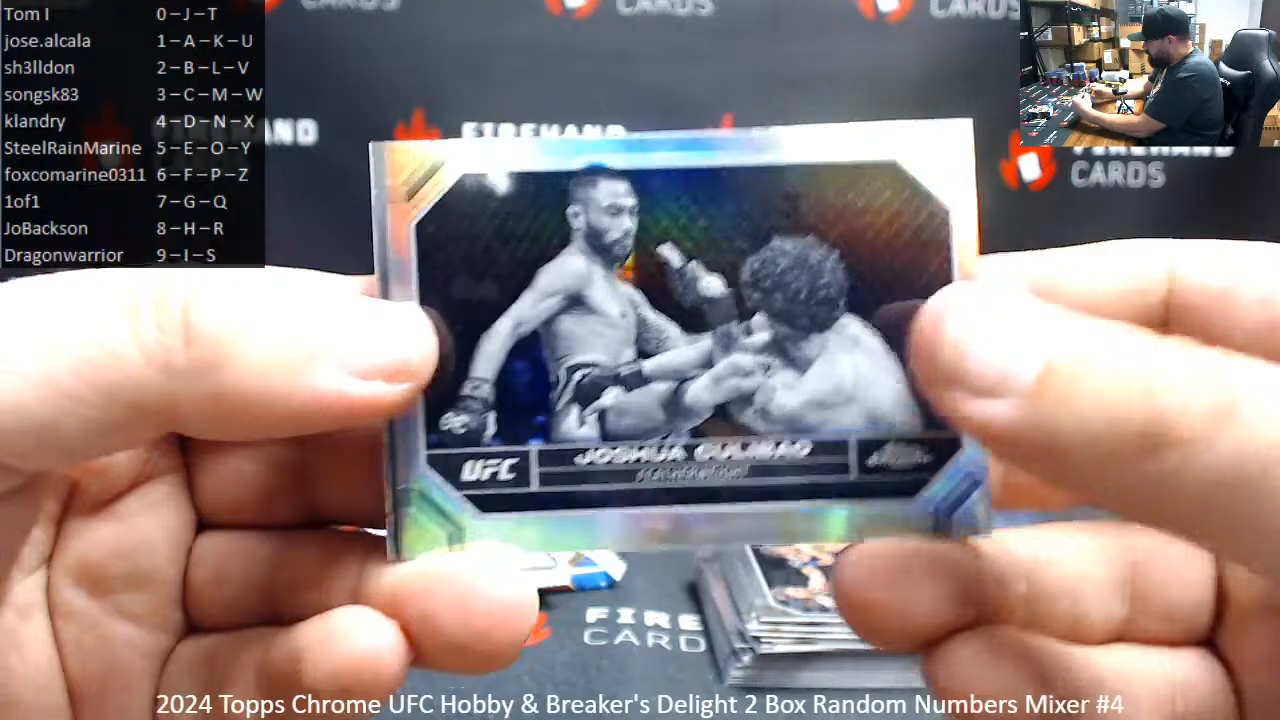 Tom I 0-J-T
jose.alcala 1-A-K-U
sh3lldon 2-B-L-V
songsk83 3-C-M-W
klandry 4-D-N-X
SteelRainMarine 5-E-O-Y
foxcomarine0311 6-F-P-Z
1of1 7-G-Q
JoBackson 8-H-R
Dragonwarrior 9-I-S
CARDS
CARDS
FIREHAND
CARDS
UFC
JOSHUA CULIBAO
FIRE
CARD
2024 Topps Chrome UFC Hobby & Breaker's Delight 2 Box Random Numbers Mixer #4